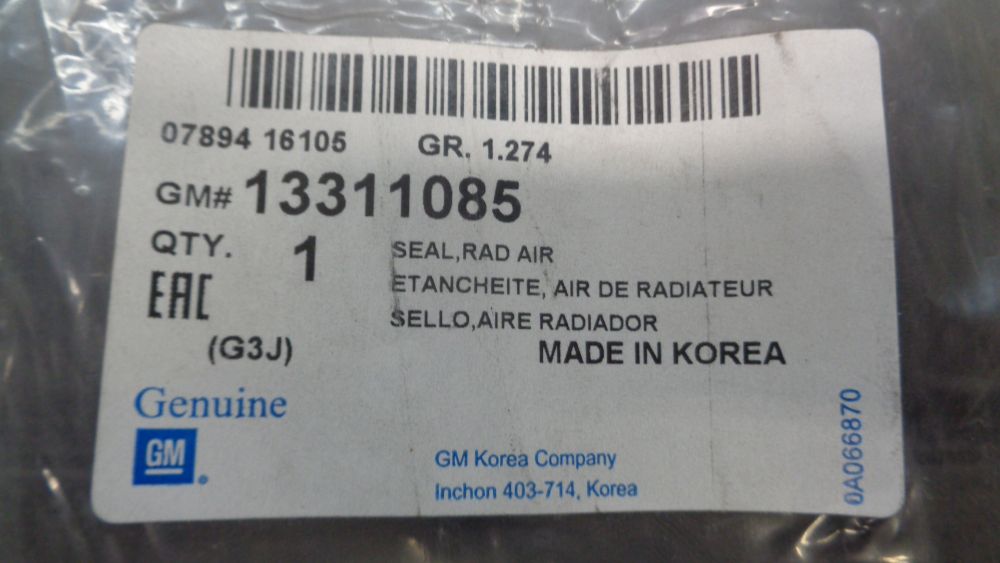 07894 16105 GR. 1.274
GM# 13311085
QTY. 1
SEAL,RAD AIR
ETANCHEITE, AIR DE RADIATEUR
SELLO,AIRE RADIADOR
EAC
(G3J)
MADE IN KOREA
Genuine
GM
GM Korea Company
Inchon 403-714, Korea
0A066870